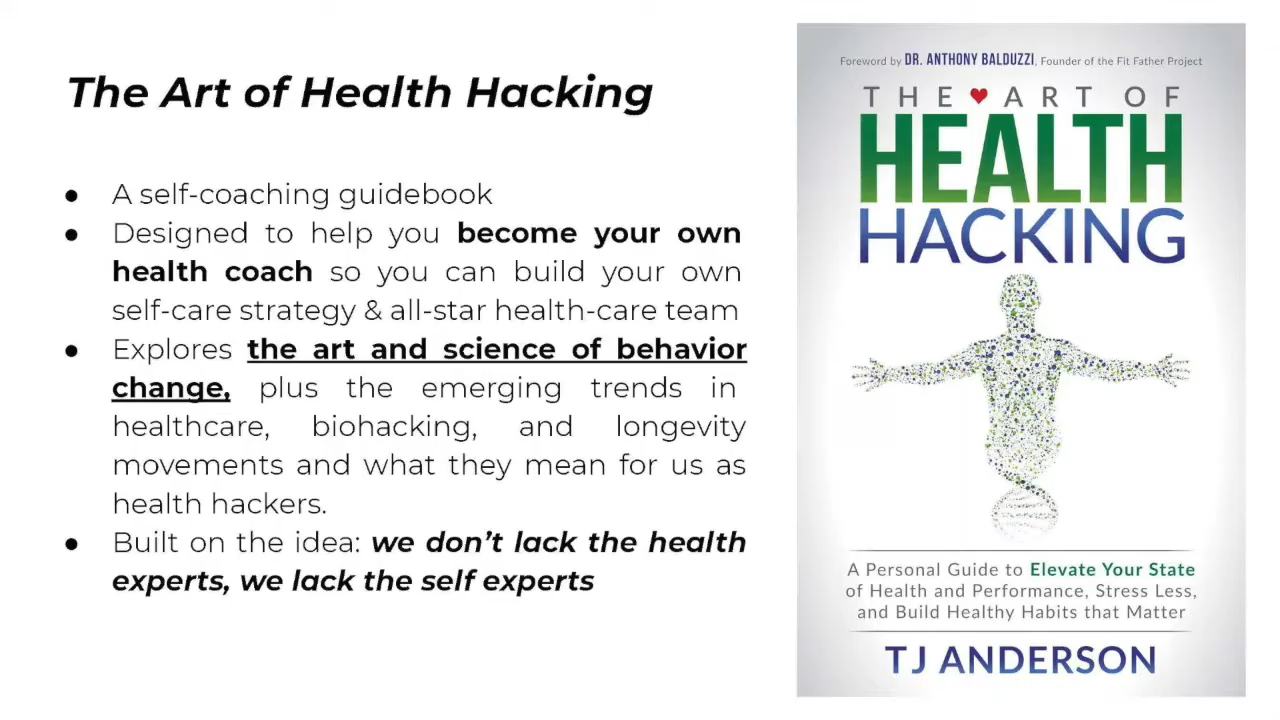 The Art of Health Hacking
● A self-coaching guidebook
● Designed to help you become your own
health coach so you can build your own
self-care strategy & all-star health-care team
● Explores the art and science of behavior
change, plus the emerging trends in
healthcare, biohacking, and longevity
movements and what they mean for us as
health hackers.
● Built on the idea: we don’t lack the health
experts, we lack the self experts
Foreword by DR. ANTHONY BALDUZZI, Founder of the Fit Father Project
THE ART OF
HEALTH
HACKING
A Personal Guide to Elevate Your State
of Health and Performance, Stress Less,
and Build Healthy Habits that Matter
TJ ANDERSON